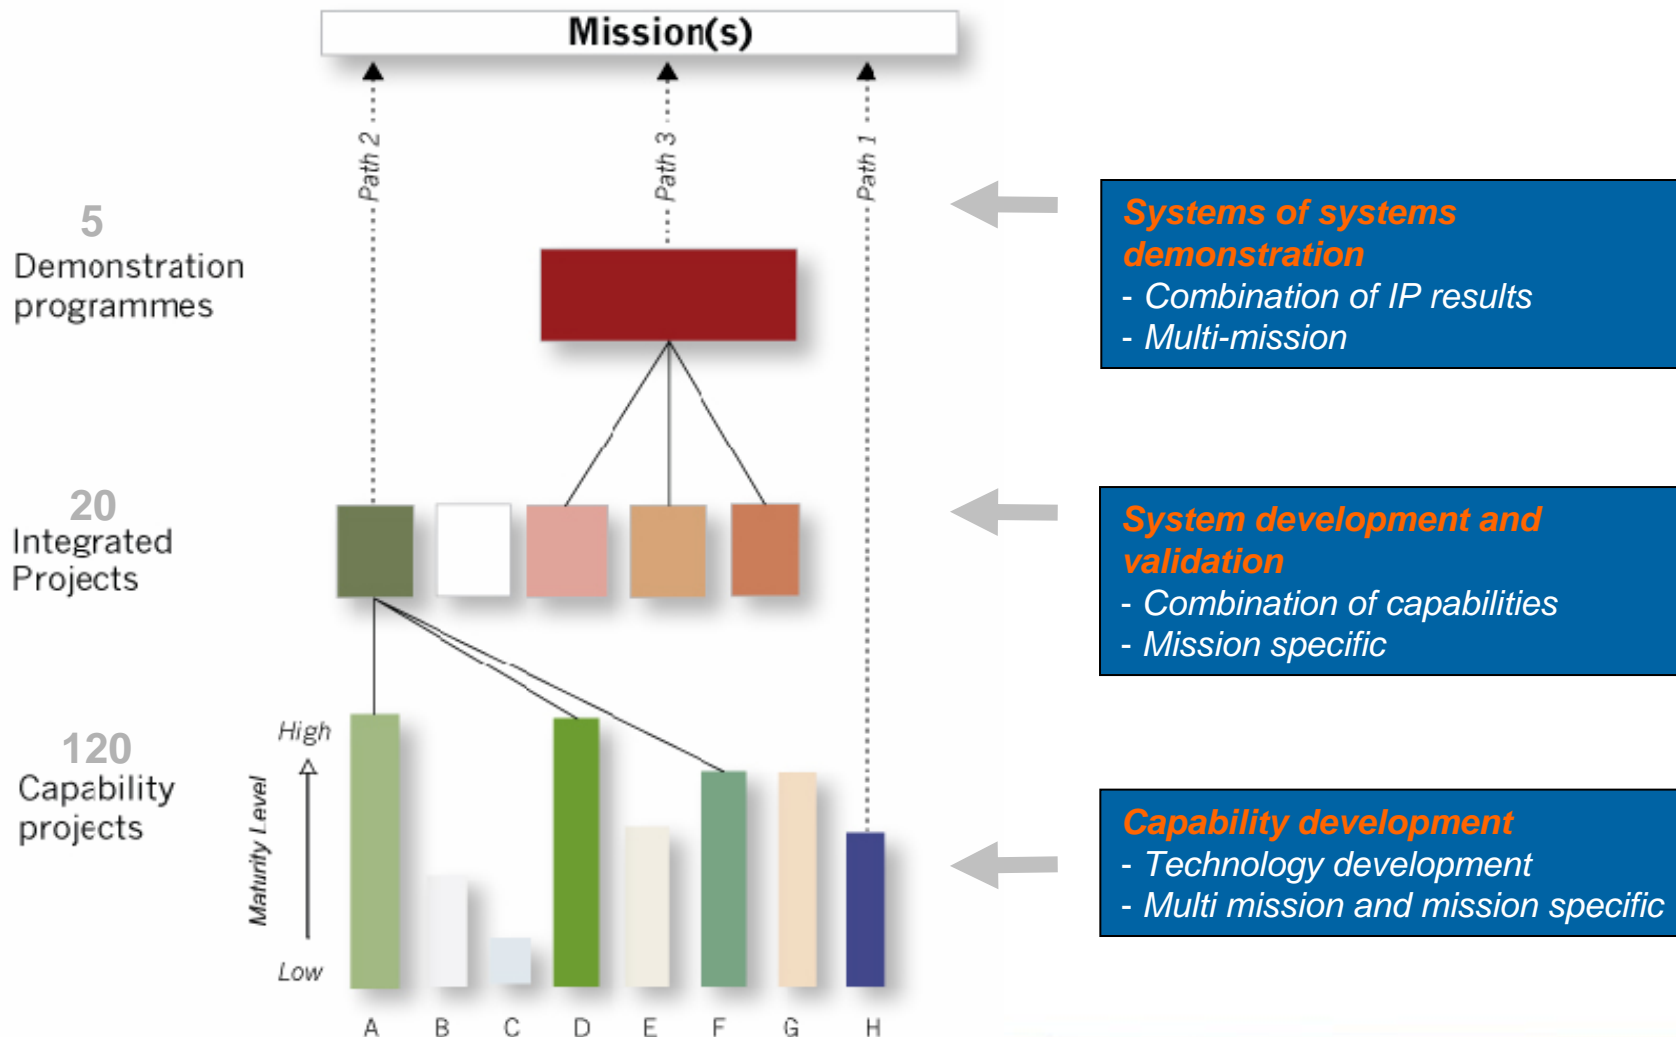 Mission(s)
Path 2
Path 3
Path 1
5
Demonstration
programmes
Systems of systems
demonstration
- Combination of IP results
- Multi-mission
20
Integrated
Projects
System development and
validation
- Combination of capabilities
- Mission specific
120
Capability
projects
High
Maturity Level
Low
Capability development
- Technology development
- Multi mission and mission specific
A B C D E F G H